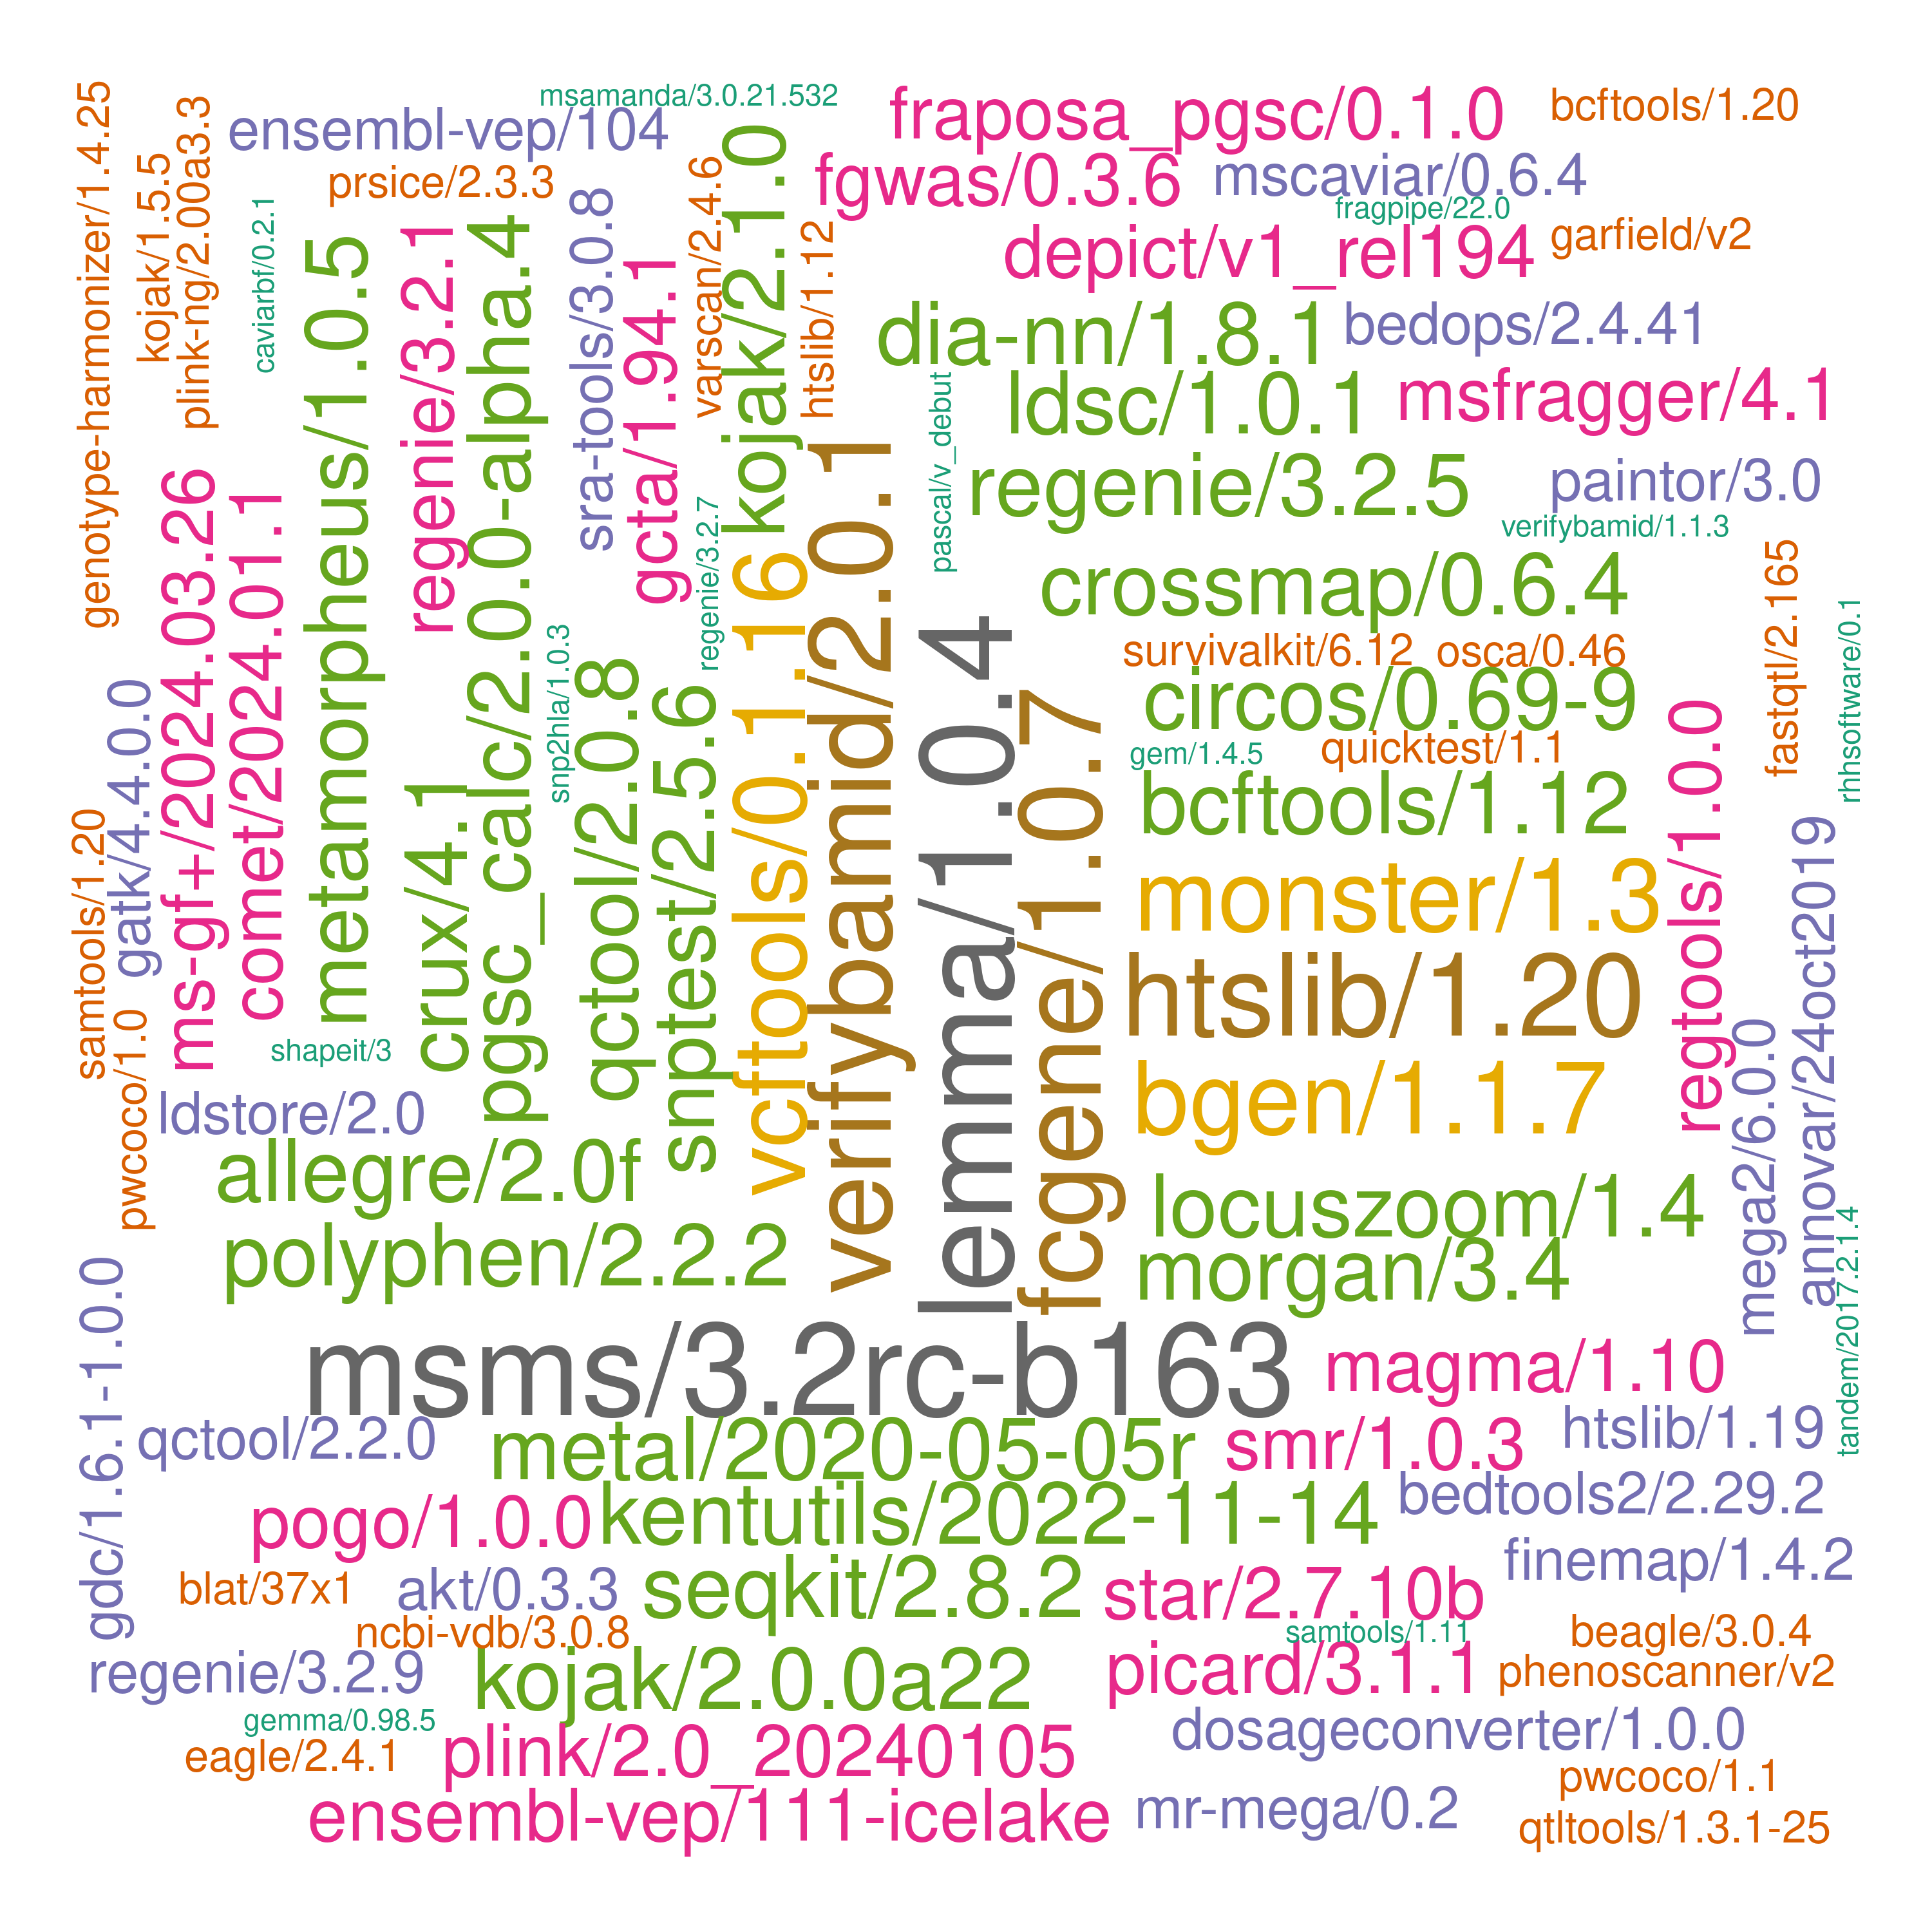 msamanda/3.0.21.532
fraposa_pgsc/0.1.0
bcftools/1.20
ensembl-vep/104
prsice/2.3.3
fgwas/0.3.6
mscaviar/0.6.4
fragpipe/22.0
depict/v1_rel194
garfield/v2
genotype-harmonizer/1.4.25
kojak/1.5.5
plink-ng/2.00a3.3
caviarbf/0.2.1
metamorpheus/1.0.5
regenie/3.2.1
pgsc_calc/2.0.0-alpha.4
sra-tools/3.0.8
gcta/1.94.1
varscan/2.4.6
kojak/2.1.0
htslib/1.12
dia-nn/1.8.1
bedops/2.4.41
pascal/v_debut
ldsc/1.0.1
msfragger/4.1
regenie/3.2.5
paintor/3.0
verifybamid/1.1.3
ms-gf+/2024.03.26
comet/2024.01.1
regenie/3.2.7
vcftools/0.1.16
verifybamid/2.0.1
crossmap/0.6.4
fastqtl/2.165
rhhsoftware/0.1
snp2hla/1.0.3
survivalkit/6.12
osca/0.46
lemma/1.0.4
fcgene/1.0.7
circos/0.69-9
quicktest/1.1
gem/1.4.5
gatk/4.4.0.0
samtools/1.20
crux/4.1
qctool/2.0.8
snptest/2.5.6
bcftools/1.12
regtools/1.0.0
annovar/24oct2019
monster/1.3
htslib/1.20
pwcoco/1.0
shapeit/3
mega2/6.0.0
bgen/1.1.7
ldstore/2.0
allegre/2.0f
locuszoom/1.4
tandem/2017.2.1.4
polyphen/2.2.2
morgan/3.4
gdc/1.6.1-1.0.0
msms/3.2rc-b163
magma/1.10
qctool/2.2.0
metal/2020-05-05r
smr/1.0.3
htslib/1.19
pogo/1.0.0
kentutils/2022-11-14
bedtools2/2.29.2
finemap/1.4.2
blat/37x1
akt/0.3.3
seqkit/2.8.2
star/2.7.10b
ncbi-vdb/3.0.8
samtools/1.11
beagle/3.0.4
regenie/3.2.9
kojak/2.0.0a22
picard/3.1.1
phenoscanner/v2
gemma/0.98.5
dosageconverter/1.0.0
eagle/2.4.1
plink/2.0_20240105
pwcoco/1.1
ensembl-vep/111-icelake
mr-mega/0.2
qtltools/1.3.1-25